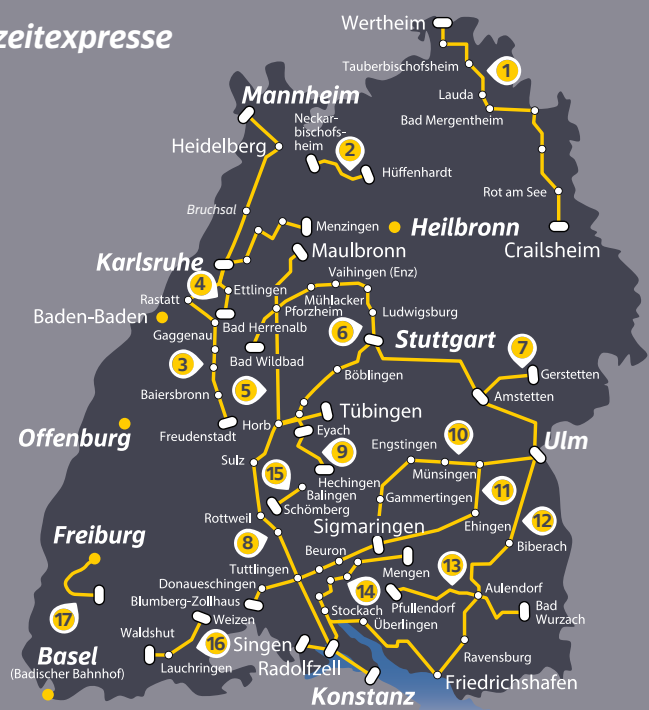 zeitexpresse
Wertheim
Tauberbischofsheim
1
Lauda
Bad Mergentheim
Mannheim
Neckar-
bischofs-
heim
2
Heidelberg
Hüffenhardt
Rot am See
Bruchsal
Menzingen
Heilbronn
Crailsheim
Maulbronn
Karlsruhe
Vaihingen (Enz)
4
Ettlingen
Rastatt
Mühlacker
Pforzheim
Ludwigsburg
Baden-Baden
Bad Herrenalb
6
Stuttgart
Gaggenau
7
Bad Wildbad
3
Gerstetten
Böblingen
5
Baiersbronn
Amstetten
Tübingen
Horb
Eyach
Offenburg
Freudenstadt
10
Ulm
Engstingen
9
Sulz
15
Münsingen
Hechingen
Balingen
11
Gammertingen
Schömberg
Rottweil
Sigmaringen
12
Ehingen
Freiburg
8
Biberach
Beuron
Tuttlingen
13
Mengen
Donaueschingen
14
Aulendorf
Blumberg-Zollhaus
Pfullendorf
Bad
Wurzach
17
Weizen
Stockach
Überlingen
Waldshut
16
Singen
Basel
(Badischer Bahnhof)
Lauchringen
Radolfzell
Ravensburg
Friedrichshafen
Konstanz